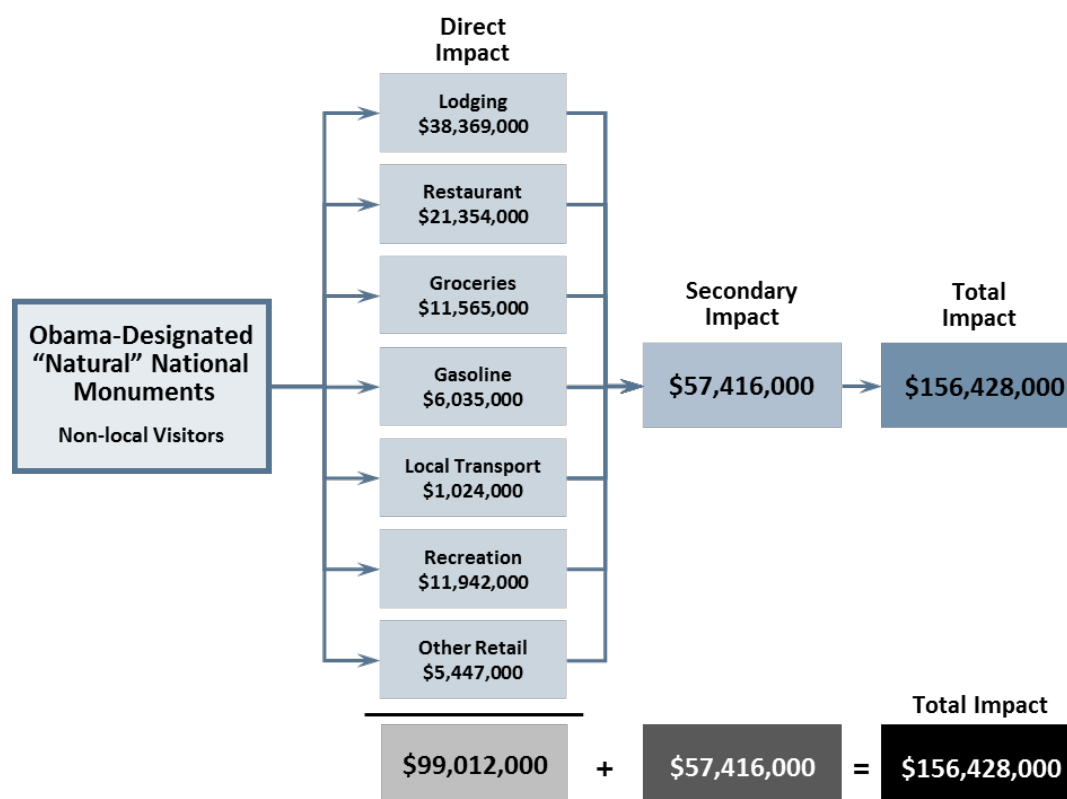 Direct
Impact
Lodging
$38,369,000
Restaurant
$21,354,000
Groceries
$11,565,000
Gasoline
$6,035,000
Local Transport
$1,024,000
Recreation
$11,942,000
Other Retail
$5,447,000
Obama-Designated
“Natural” National
Monuments
Non-local Visitors
Secondary
Impact
$57,416,000
Total
Impact
$156,428,000
Total Impact
$99,012,000 + $57,416,000 = $156,428,000